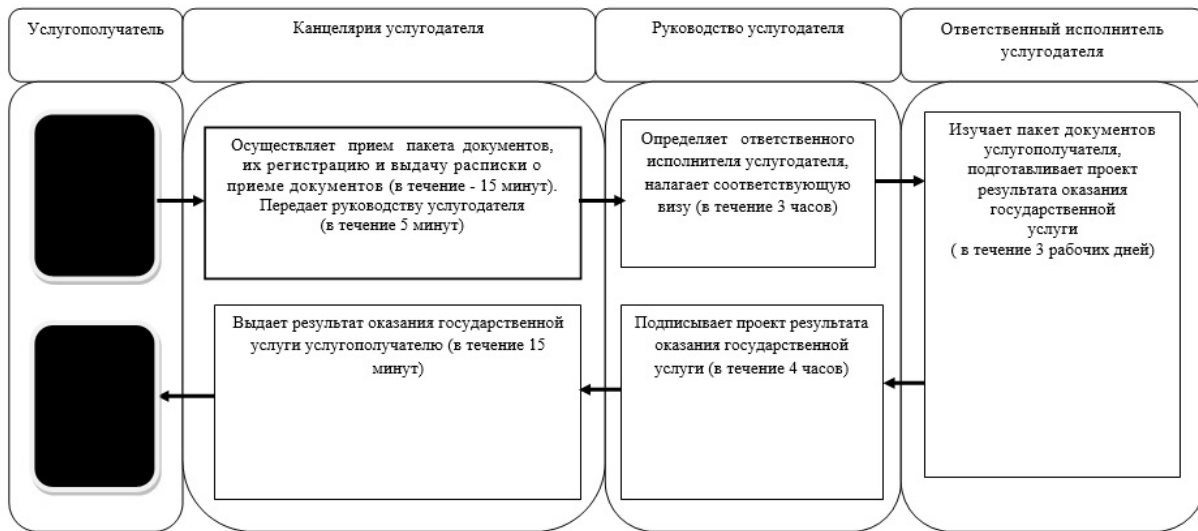 Услугополучатель
Канцелярия услугодателя
Руководство услугодателя
Ответственный исполнитель
услугодателя
Осуществляет прием пакета документов,
их регистрацию и выдачу расписки о
приеме документов (в течение - 15 минут).
Передает руководству услугодателя
(в течение 5 минут)
Определяет ответственного
исполнителя услугодателя,
налагает соответствующую
визу (в течение 3 часов)
Изучает пакет документов
услугополучателя,
подготавливает проект
результата оказания
государственной
услуги
( в течение 3 рабочих дней)
Выдает результат оказания государственной
услуги услугополучателю (в течение 15
минут)
Подписывает проект результата
оказания государственной
услуги (в течение 4 часов)